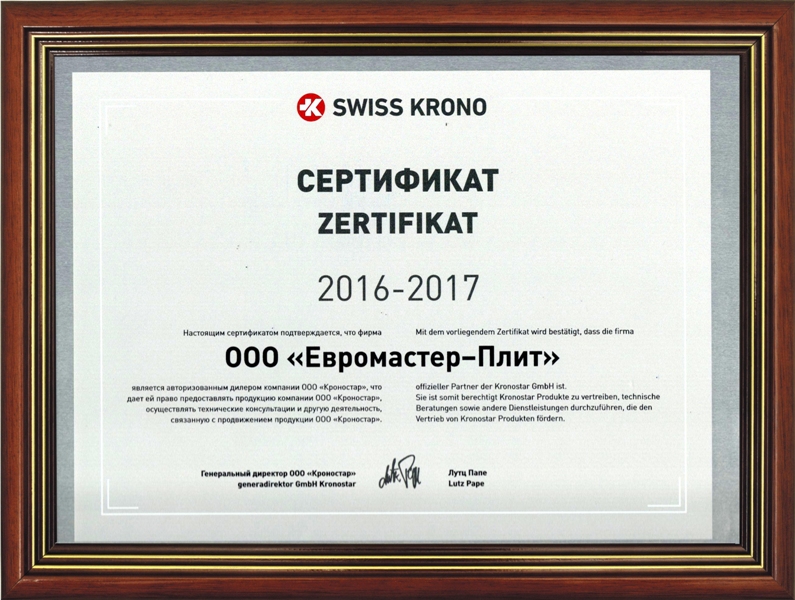 SWISS KRONO
СЕРТИФИКАТ
ZERTIFIKAT
2016-2017
Настоящим сертификатом подтверждается, что фирма
Mit dem vorliegendem Zertifikat wird bestätigt, dass die firma
ООО «Евромастер–Плит»
является авторизованным дилером компании ООО «Кроностар», что
дает ей право предоставлять продукцию компании ООО «Кроностар»,
осуществлять технические консультации и другую деятельность,
связанную с продвижением продукции ООО «Кроностар».
offizieller Partner der Kronostar GmbH ist.
Sie ist somit berechtigt Kronostar Produkte zu vertreiben, technische
Beratungen sowie andere Dienstleistungen durchzuführen, die den
Vertrieb von Kronostar Produkten fördern.
Генеральный директор ООО «Кроностар»
generadirektor GmbH Kronostar
Lutz Pape
Лутц Папе
Lutz Pape